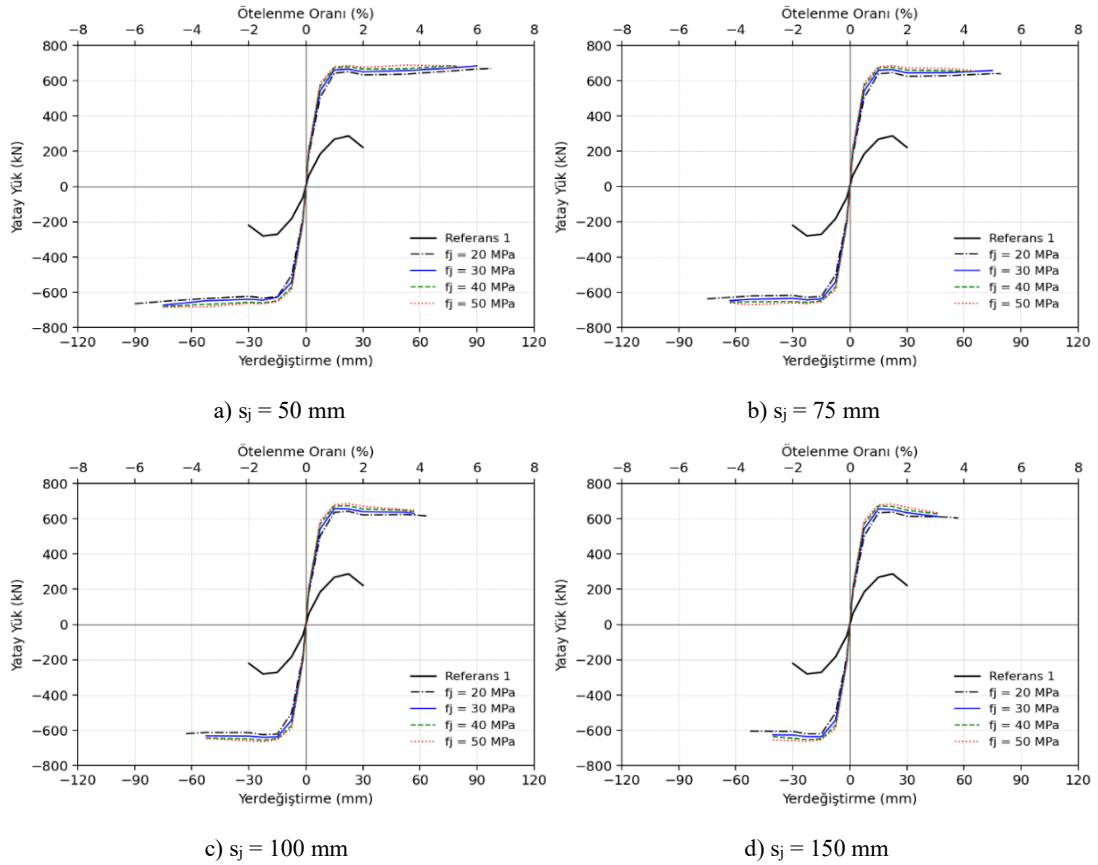 Ötelenme Oranı (%)
−8 −6 −4 −2 0 2 4 6 8
800
600
400
200
0
−200
−400
−600
−800
Yatay Yük (kN)
Referans 1
fj = 20 MPa
fj = 30 MPa
fj = 40 MPa
fj = 50 MPa
−120 −90 −60 −30 0 30 60 90 120
Yerdeğiştirme (mm)
a) sj = 50 mm
Ötelenme Oranı (%)
−8 −6 −4 −2 0 2 4 6 8
800
600
400
200
0
−200
−400
−600
−800
Yatay Yük (kN)
Referans 1
fj = 20 MPa
fj = 30 MPa
fj = 40 MPa
fj = 50 MPa
−120 −90 −60 −30 0 30 60 90 120
Yerdeğiştirme (mm)
b) sj = 75 mm
Ötelenme Oranı (%)
−8 −6 −4 −2 0 2 4 6 8
800
600
400
200
0
−200
−400
−600
−800
Yatay Yük (kN)
Referans 1
fj = 20 MPa
fj = 30 MPa
fj = 40 MPa
fj = 50 MPa
−120 −90 −60 −30 0 30 60 90 120
Yerdeğiştirme (mm)
c) sj = 100 mm
Ötelenme Oranı (%)
−8 −6 −4 −2 0 2 4 6 8
800
600
400
200
0
−200
−400
−600
−800
Yatay Yük (kN)
Referans 1
fj = 20 MPa
fj = 30 MPa
fj = 40 MPa
fj = 50 MPa
−120 −90 −60 −30 0 30 60 90 120
Yerdeğiştirme (mm)
d) sj = 150 mm